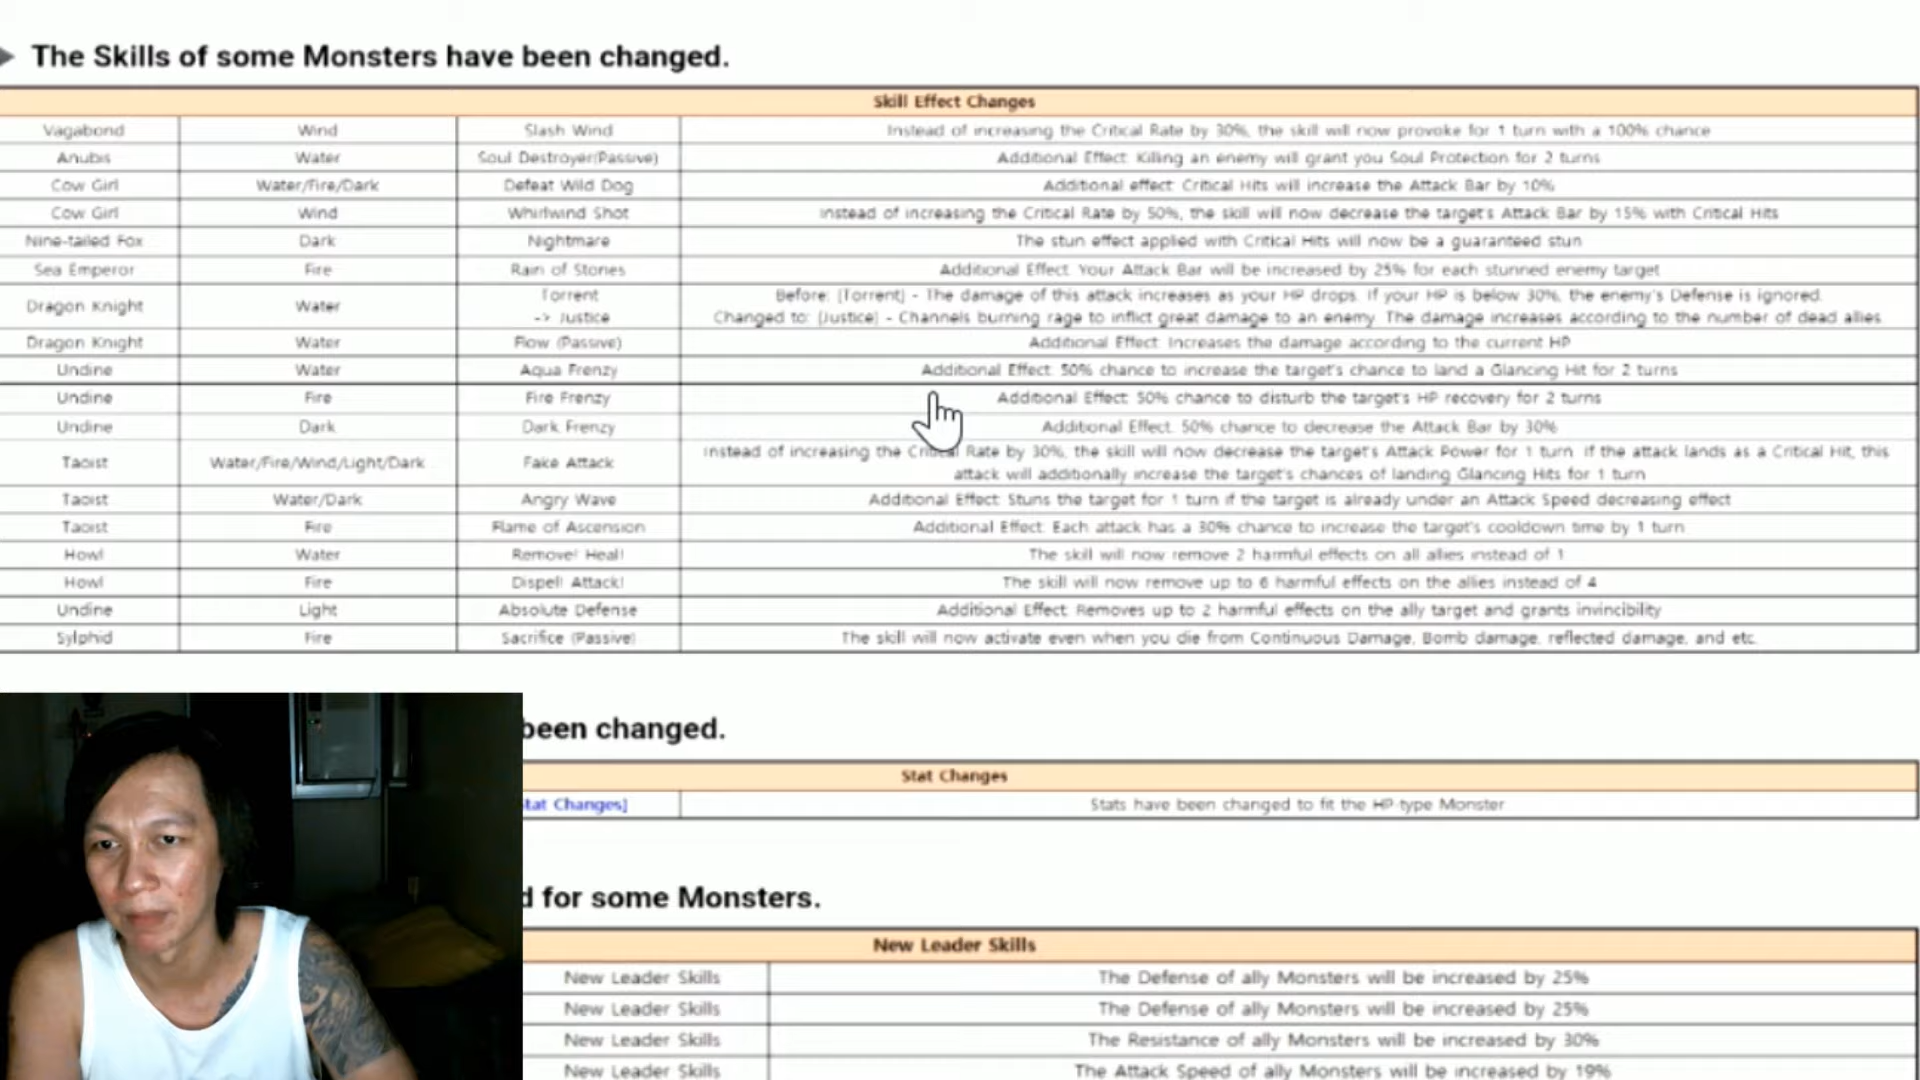 The Skills of some Monsters have been changed.
Skill Effect Changes
Vagabond Wind Slash Wind Instead of increasing the Critical Rate by 30%, the skill will now provoke for 1 turn with a 100% chance
Anubis Water Soul Destroyer(Passive) Additional Effect: Killing an enemy will grant you Soul Protection for 2 turns
Cow Girl Water/Fire/Dark Defeat Wild Dog Additional effect: Critical Hits will increase the Attack Bar by 10%
Cow Girl Wind Whirlwind Shot Instead of increasing the Critical Rate by 50%, the skill will now decrease the target's Attack Bar by 15% with Critical Hits
Nine-tailed Fox Dark Nightmare The stun effect applied with Critical Hits will now be a guaranteed stun
Sea Emperor Fire Rain of Stones Additional Effect: Your Attack Bar will be increased by 25% for each stunned enemy target
Dragon Knight Water Torrent Before: [Torrent] - The damage of this attack increases as your HP drops. If your HP is below 30%, the enemy's Defense is ignored.
-> Justice Changed to: [Justice] - Channels burning rage to inflict great damage to an enemy. The damage increases according to the number of dead allies.
Dragon Knight Water Flow (Passive) Additional Effect: Increases the damage according to the current HP
Undine Water Aqua Frenzy Additional Effect: 50% chance to increase the target's chance to land a Glancing Hit for 2 turns
Undine Fire Fire Frenzy Additional Effect: 50% chance to disturb the target's HP recovery for 2 turns
Undine Dark Dark Frenzy Additional Effect: 50% chance to decrease the Attack Bar by 30%
Taoist Water/Fire/Wind/Light/Dark Fake Attack Instead of increasing the Critical Rate by 30%, the skill will now decrease the target's Attack Power for 1 turn. If the attack lands as a Critical Hit, this
attack will additionally increase the target's chances of landing Glancing Hits for 1 turn
Taoist Water/Dark Angry Wave Additional Effect: Stuns the target for 1 turn if the target is already under an Attack Speed decreasing effect
Taoist Fire Flame of Ascension Additional Effect: Each attack has a 30% chance to increase the target's cooldown time by 1 turn
Howl Water Remove! Heal! The skill will now remove 2 harmful effects on all allies instead of 1
Howl Fire Dispel! Attack! The skill will now remove up to 6 harmful effects on the allies instead of 4
Undine Light Absolute Defense Additional Effect: Removes up to 2 harmful effects on the ally target and grants invincibility
Sylphid Fire Sacrifice (Passive) The skill will now activate even when you die from Continuous Damage, Bomb damage, reflected damage, and etc.
been changed.
Stat Changes
tat Changes] Stats have been changed to fit the HP type Monster
d for some Monsters.
New Leader Skills
New Leader Skills The Defense of ally Monsters will be increased by 25%
New Leader Skills The Defense of ally Monsters will be increased by 25%
New Leader Skills The Resistance of ally Monsters will be increased by 30%
New Leader Skills The Attack Speed of ally Monsters will be increased by 19%